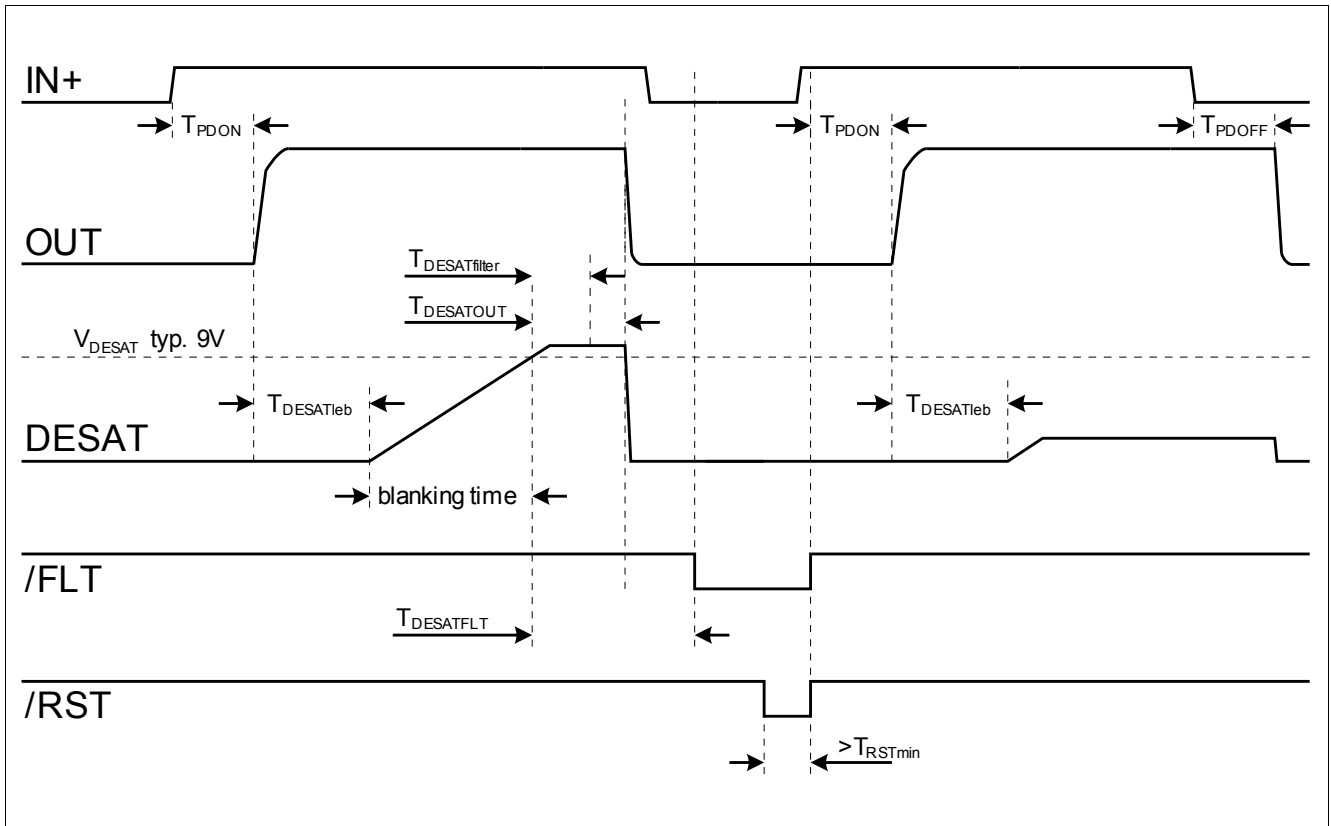 IN+
TPDON
TPDON
TPDOFF
OUT
TDESATfilter
TDESATOUT
VDESAT typ. 9V
TDESATleb
TDESATleb
DESAT
blanking time
/FLT
TDESATFLT
/RST
>TRSTmin